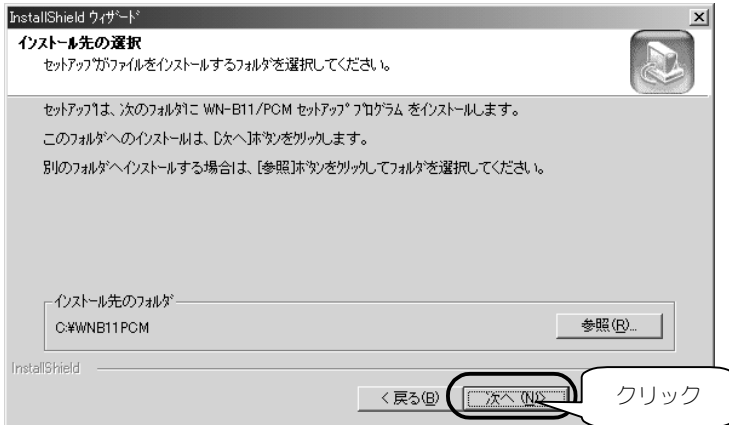 InstallShield ウィザード
インストール先の選択
セットアップがファイルをインストールするフォルダを選択してください。
セットアップは、次のフォルダに WN-B11/PCM セットアップ プログラム をインストールします。
このフォルダへのインストールは、[次へ]ボタンをクリックします。
別のフォルダへインストールする場合は、[参照]ボタンをクリックしてフォルダを選択してください。
インストール先のフォルダ
C:¥WNB11PCM
参照(R)...
InstallShield
< 戻る(B)
次へ (N)>
クリック